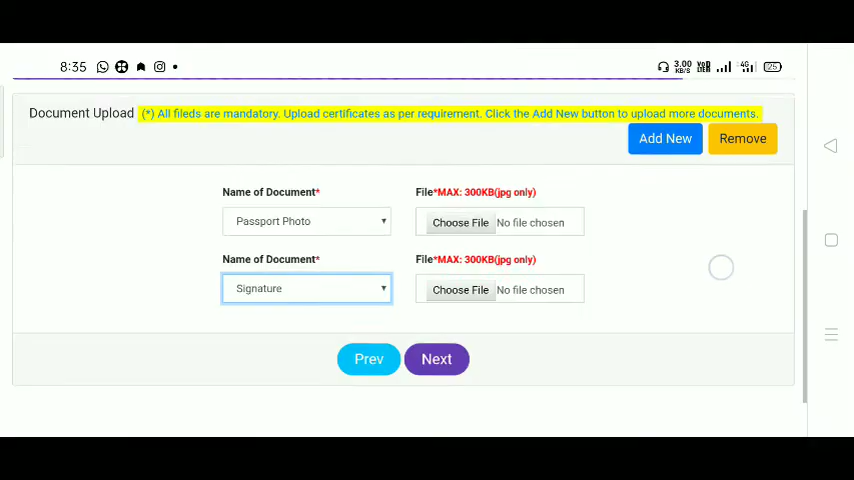 8:35 3.00 KB/S VoD LTE 4G 25
Document Upload (*) All fileds are mandatory. Upload certificates as per requirement. Click the Add New button to upload more documents.
Add New Remove
Name of Document* File*MAX: 300KB(jpg only)
Passport Photo Choose File No file chosen
Name of Document* File*MAX: 300KB(jpg only)
Signature Choose File No file chosen
Prev Next